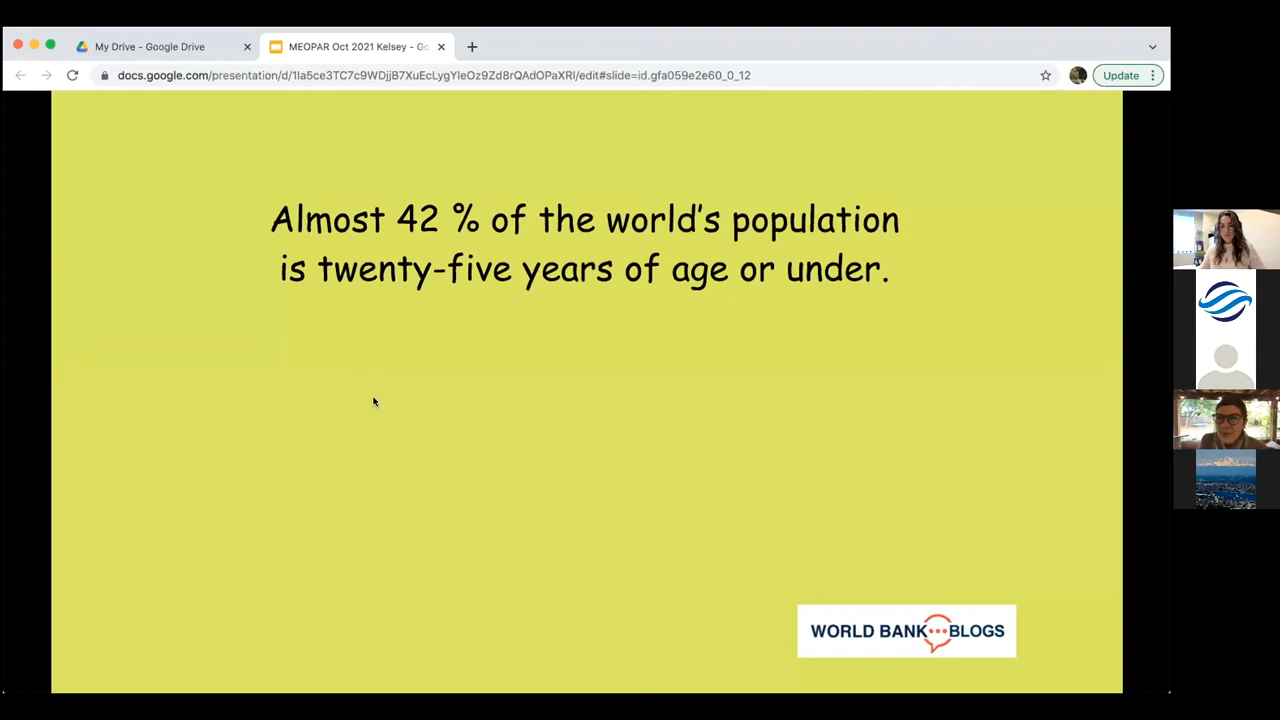 My Drive - Google Drive
MEOPAR Oct 2021 Kelsey - Go
docs.google.com/presentation/d/1Ia5ce3TC7c9WDjjB7XuEcLygYIeOz9Zd8rQAdOPaXRI/edit#slide=id.gfa059e2e60_0_12
Update
Almost 42 % of the world's population
is twenty-five years of age or under.
WORLD BANK BLOGS